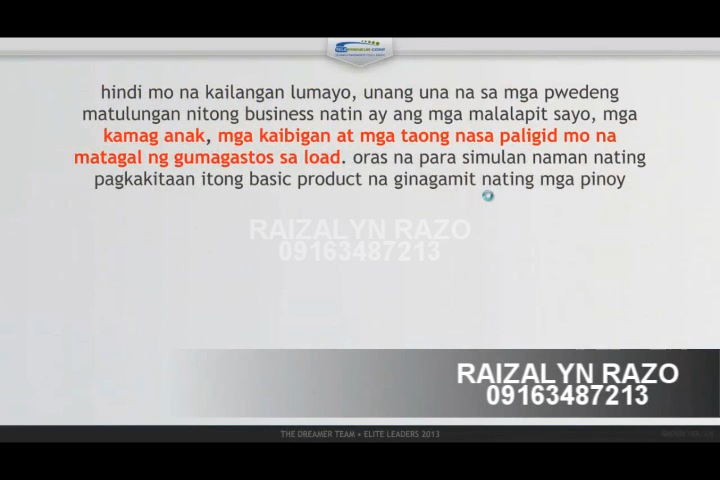 hindi mo na kailangan lumayo, unang una na sa mga pwedeng
matulungan nitong business natin ay ang mga malalapit sayo, mga
kamag anak, mga kaibigan at mga taong nasa paligid mo na
matagal ng gumagastos sa load. oras na para simulan naman nating
pagkakitaan itong basic product na ginagamit nating mga pinoy
RAIZALYN RAZO
09163487213
RAIZALYN RAZO
09163487213
THE DREAMER TEAM • ELITE LEADERS 2013